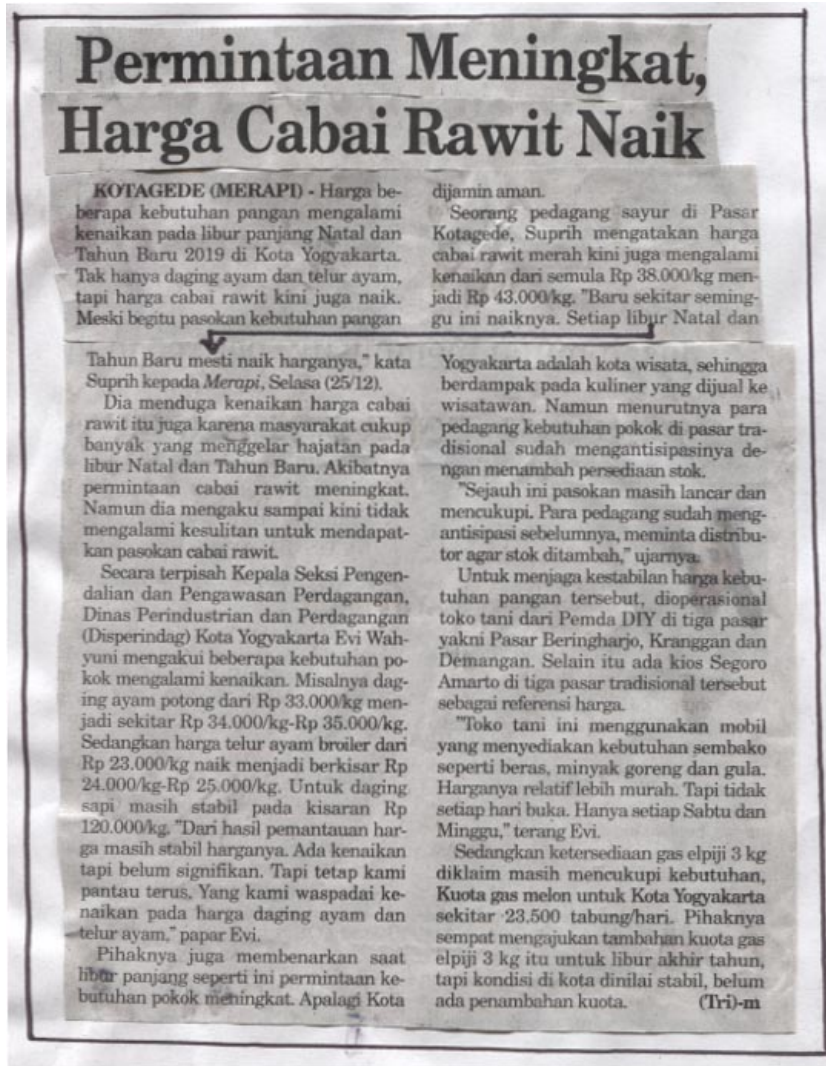 Permintaan Meningkat,
Harga Cabai Rawit Naik
KOTAGEDE (MERAPI) - Harga be-
berapa kebutuhan pangan mengalami
kenaikan pada libur panjang Natal dan
Tahun Baru 2019 di Kota Yogyakarta.
Tak hanya daging ayam dan telur ayam,
tapi harga cabai rawit kini juga naik.
Meski begitu pasokan kebutuhan pangan
dijamin aman.
Seorang pedagang sayur di Pasar
Kotagede, Suprih mengatakan harga
cabai rawit merah kini juga mengalami
kenaikan dari semula Rp 38.000/kg men-
jadi Rp 43.000/kg. "Baru sekitar seming-
gu ini naiknya. Setiap libur Natal dan
Tahun Baru mesti naik harganya," kata
Suprih kepada Merapi, Selasa (25/12).
Dia menduga kenaikan harga cabai
rawit itu juga karena masyarakat cukup
banyak yang menggelar hajatan pada
libur Natal dan Tahun Baru. Akibatnya
permintaan cabai rawit meningkat.
Namun dia mengaku sampai kini tidak
mengalami kesulitan untuk mendapat-
kan pasokan cabai rawit.
Secara terpisah Kepala Seksi Pengen-
dalian dan Pengawasan Perdagangan,
Dinas Perindustrian dan Perdagangan
(Disperindag) Kota Yogyakarta Evi Wah-
yuni mengakui beberapa kebutuhan po-
kok mengalami kenaikan. Misalnya dag-
ing ayam potong dari Rp 33.000/kg men-
jadi sekitar Rp 34.000/kg-Rp 35.000/kg.
Sedangkan harga telur ayam broiler dari
Rp 23.000/kg naik menjadi berkisar Rp
24.000/kg-Rp 25.000/kg. Untuk daging
sapi masih stabil pada kisaran Rp
120.000/kg. "Dari hasil pemantauan har-
ga masih stabil harganya. Ada kenaikan
tapi belum signifikan. Tapi tetap kami
pantau terus. Yang kami waspadai ke-
naikan pada harga daging ayam dan
telur ayam," papar Evi.
Pihaknya juga membenarkan saat
libur panjang seperti ini permintaan ke-
butuhan pokok meningkat. Apalagi Kota
Yogyakarta adalah kota wisata, sehingga
berdampak pada kuliner yang dijual ke
wisatawan. Namun menurutnya para
pedagang kebutuhan pokok di pasar tra-
disional sudah mengantisipasinya de-
ngan menambah persediaan stok.
"Sejauh ini pasokan masih lancar dan
mencukupi. Para pedagang sudah meng-
antisipasi sebelumnya, meminta distribu-
tor agar stok ditambah," ujarnya.
Untuk menjaga kestabilan harga kebu-
tuhan pangan tersebut, dioperasional
toko tani dari Pemda DIY di tiga pasar
yakni Pasar Beringharjo, Kranggan dan
Demangan. Selain itu ada kios Segoro
Amarto di tiga pasar tradisional tersebut
sebagai referensi harga.
"Toko tani ini menggunakan mobil
yang menyediakan kebutuhan sembako
seperti beras, minyak goreng dan gula.
Harganya relatif lebih murah. Tapi tidak
setiap hari buka. Hanya setiap Sabtu dan
Minggu," terang Evi.
Sedangkan ketersediaan gas elpiji 3 kg
diklaim masih mencukupi kebutuhan,
Kuota gas melon untuk Kota Yogyakarta
sekitar 23.500 tabung/hari. Pihaknya
sempat mengajukan tambahan kuota gas
elpiji 3 kg itu untuk libur akhir tahun,
tapi kondisi di kota dinilai stabil, belum
ada penambahan kuota. (Tri)-m